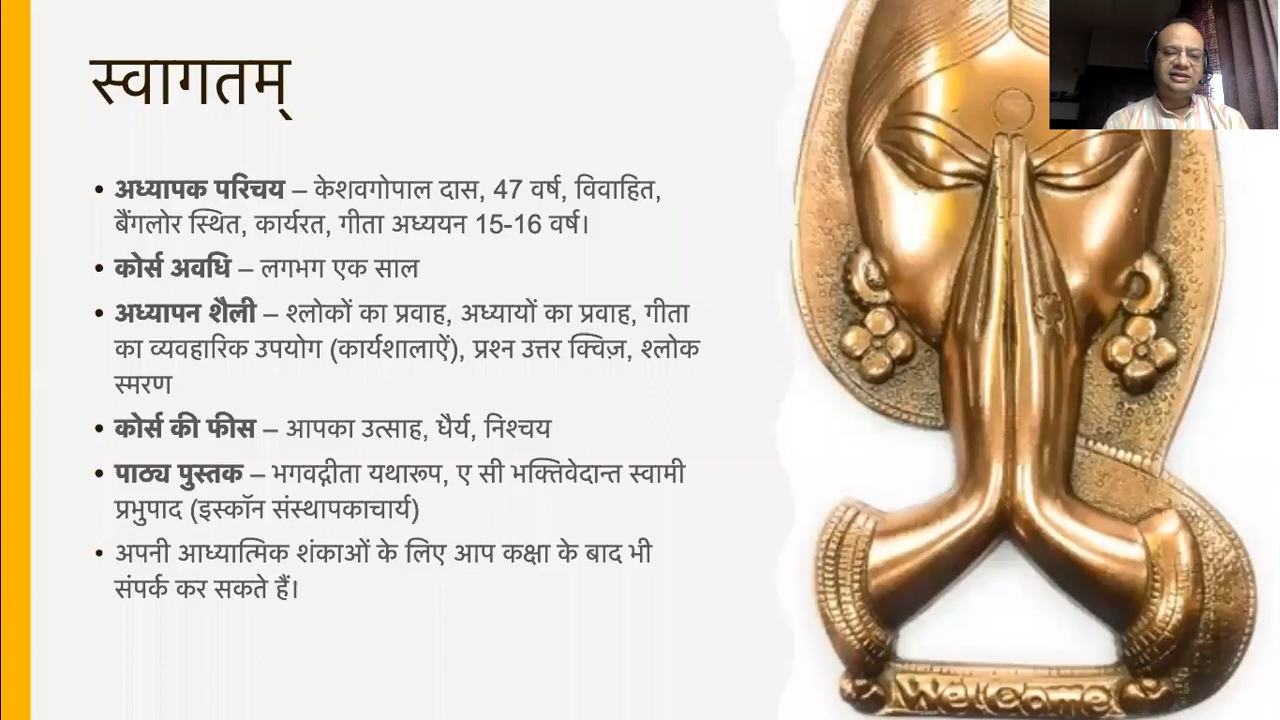 स्वागतम्
• अध्यापक परिचय – केशवगोपाल दास, 47 वर्ष, विवाहित,
बैंगलोर स्थित, कार्यरत, गीता अध्ययन 15-16 वर्ष।
• कोर्स अवधि – लगभग एक साल
• अध्यापन शैली – श्लोकों का प्रवाह, अध्यायों का प्रवाह, गीता
का व्यवहारिक उपयोग (कार्यशालाऐं), प्रश्न उत्तर क्विज़, श्लोक
स्मरण
• कोर्स की फीस – आपका उत्साह, धैर्य, निश्चय
• पाठ्य पुस्तक – भगवद्गीता यथारूप, ए सी भक्तिवेदान्त स्वामी
प्रभुपाद (इस्कॉन संस्थापकाचार्य)
• अपनी आध्यात्मिक शंकाओं के लिए आप कक्षा के बाद भी
संपर्क कर सकते हैं।
Welcome